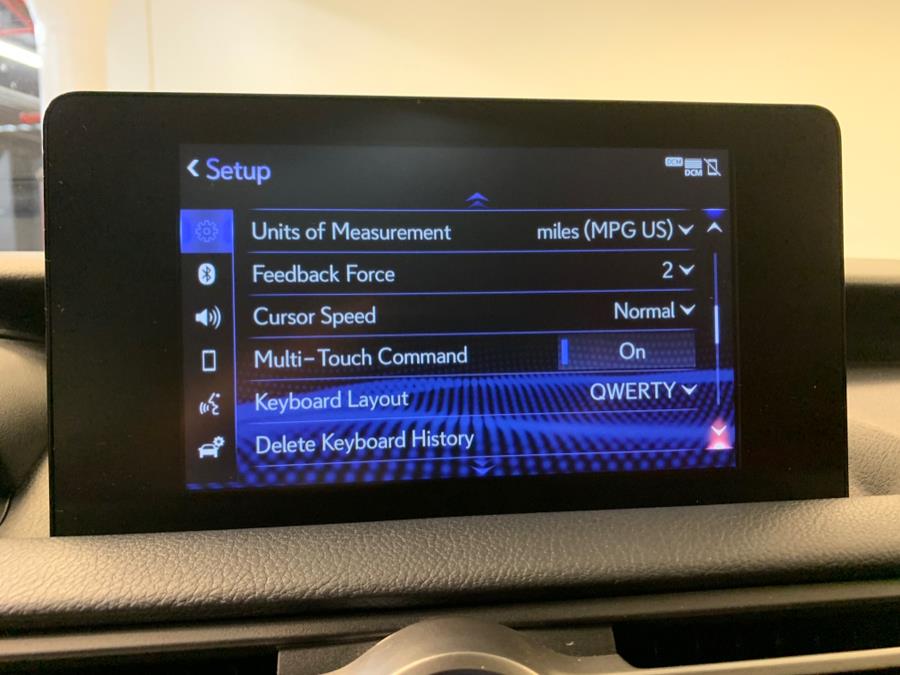 Setup
DCM
DCM
Units of Measurement miles (MPG US)
Feedback Force 2
Cursor Speed Normal
Multi-Touch Command On
Keyboard Layout QWERTY
Delete Keyboard History